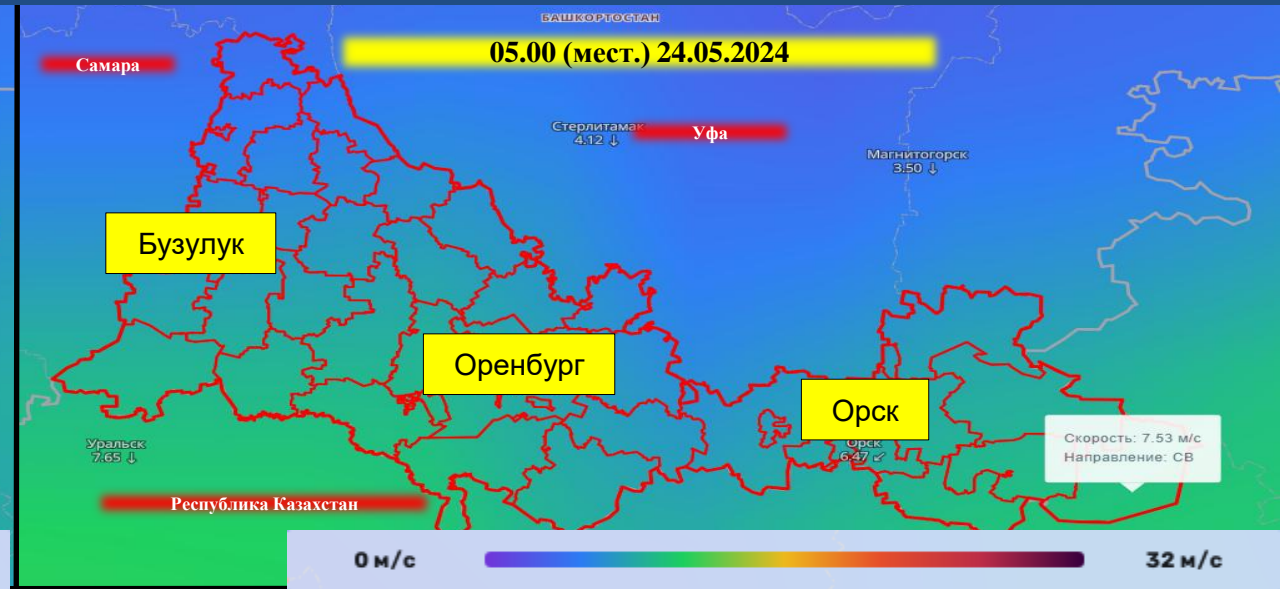 БАШКОРТОСТАН
05.00 (мест.) 24.05.2024
Самара
Стерлитамак
4.12 ↓
Уфа
Магнитогорск
3.50 ↓
Бузулук
Оренбург
Орск
Орск
6.47 ↙
Уральск
7.65 ↓
Скорость: 7.53 м/с
Направление: СВ
Республика Казахстан
0 м/с
32 м/с